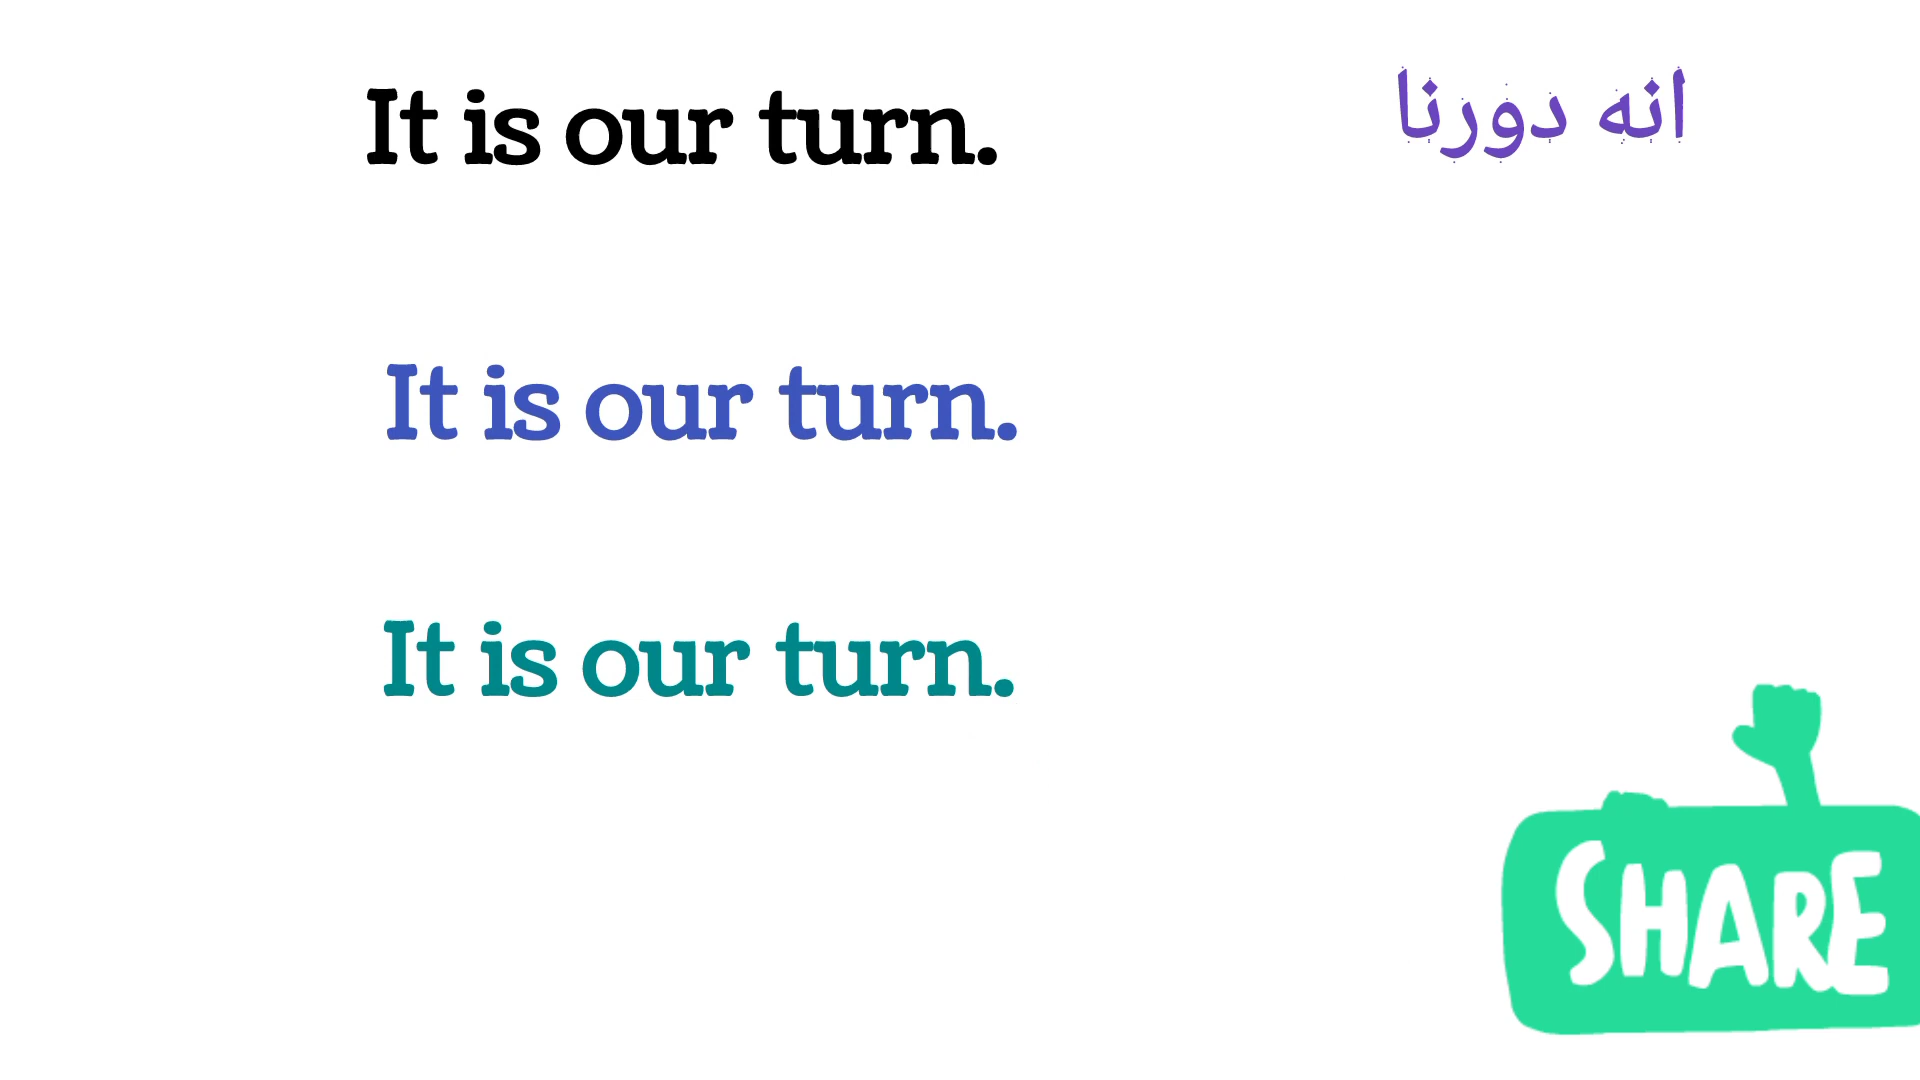 It is our turn.
انه دورنا
It is our turn.
It is our turn.
SHARE